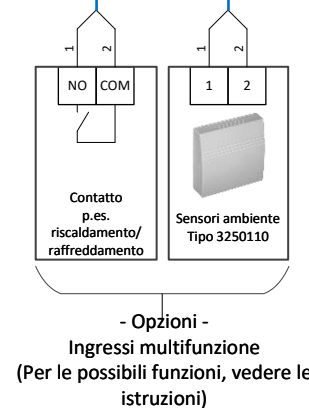 1 2 1 2
NO COM 1 2
Contatto
p.es.
riscaldamento/
raffreddamento
Sensori ambiente
Tipo 3250110
- Opzioni -
Ingressi multifunzione
(Per le possibili funzioni, vedere le
istruzioni)